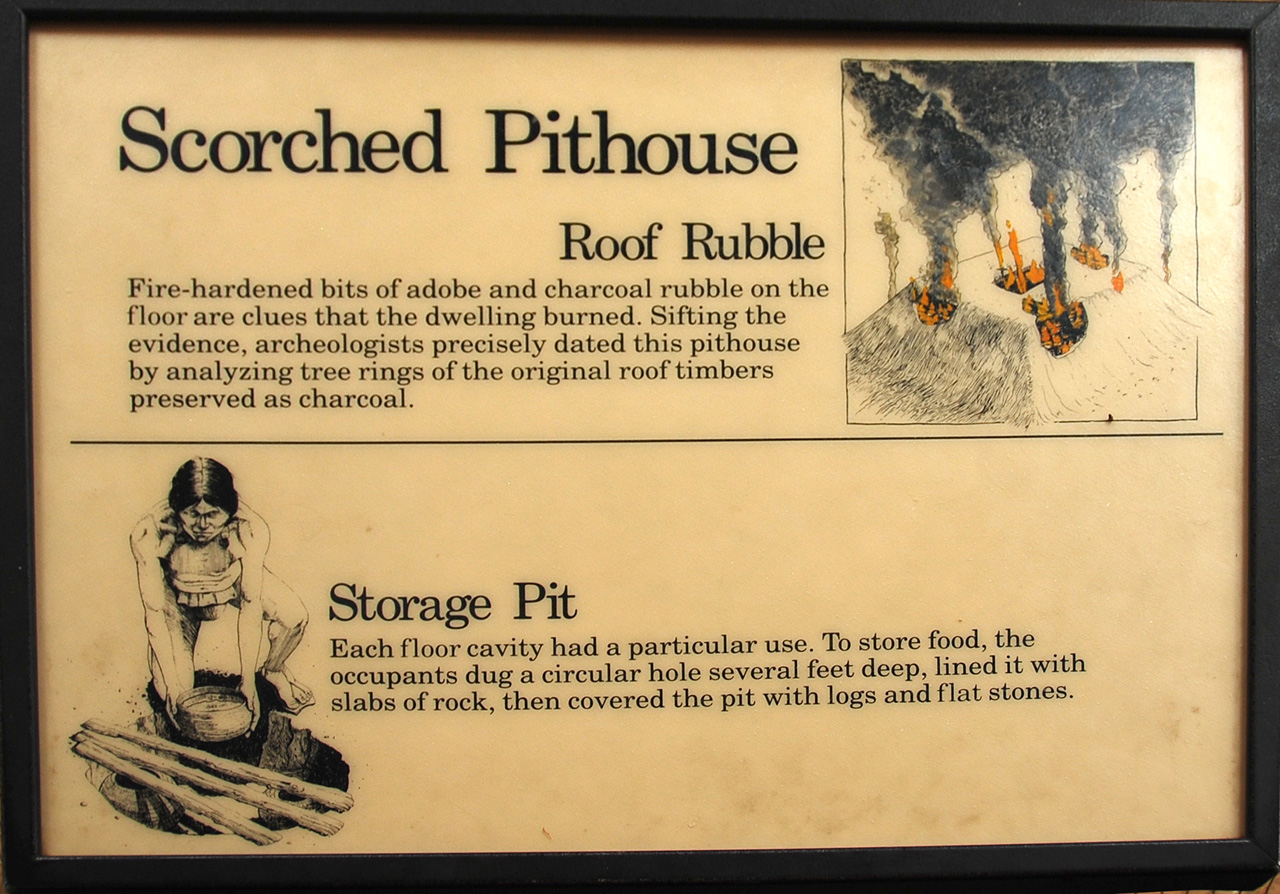 Scorched Pithouse
Roof Rubble
Fire-hardened bits of adobe and charcoal rubble on the
floor are clues that the dwelling burned. Sifting the
evidence, archeologists precisely dated this pithouse
by analyzing tree rings of the original roof timbers
preserved as charcoal.
Storage Pit
Each floor cavity had a particular use. To store food, the
occupants dug a circular hole several feet deep, lined it with
slabs of rock, then covered the pit with logs and flat stones.